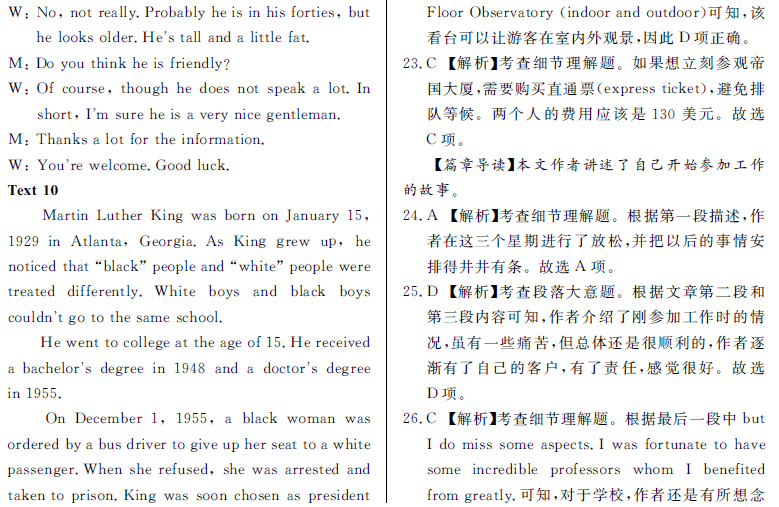 W: No, not really. Probably he is in his forties, but
he looks older. He's tall and a little fat.
M: Do you think he is friendly?
W: Of course, though he does not speak a lot. In
short, I'm sure he is a very nice gentleman.
M: Thanks a lot for the information.
W: You're welcome. Good luck.
Text 10
Martin Luther King was born on January 15,
1929 in Atlanta, Georgia. As King grew up, he
noticed that “black” people and “white” people were
treated differently. White boys and black boys
couldn't go to the same school.
He went to college at the age of 15. He received
a bachelor's degree in 1948 and a doctor's degree
in 1955.
On December 1, 1955, a black woman was
ordered by a bus driver to give up her seat to a white
passenger. When she refused, she was arrested and
taken to prison. King was soon chosen as president
Floor Observatory (indoor and outdoor)可知,该
看台可以让游客在室内外观景,因此 D 项正确。
23. C 【解析】考查细节理解题。如果想立刻参观帝
国大厦,需要购买直通票(express ticket),避免排
队等候。两个人的费用应该是 130 美元。故选
C 项。
【篇章导读】本文作者讲述了自己开始参加工作
的故事。
24. A 【解析】考查细节理解题。根据第一段描述,作
者在这三个星期进行了放松,并把以后的事情安
排得井井有条。故选 A 项。
25. D 【解析】考查段落大意题。根据文章第二段和
第三段内容可知,作者介绍了刚参加工作时的情
况,虽有一些痛苦,但总体还是很顺利的,作者逐
渐有了自己的客户,有了责任,感觉很好。故选
D 项。
26. C 【解析】考查细节理解题。根据最后一段中 but
I do miss some aspects. I was fortunate to have
some incredible professors whom I benefited
from greatly. 可知,对于学校,作者还是有所想念